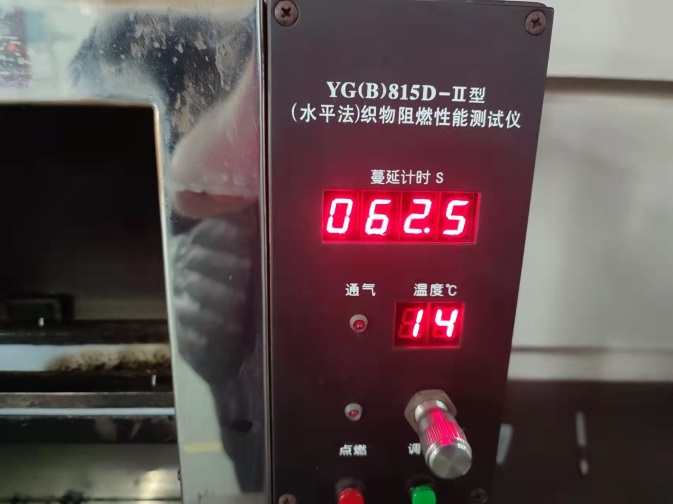 YG(B)815D-II型
(水平法)织物阻燃性能测试仪
蔓延计时 S
062.5
通气 温度℃
14
点燃 调